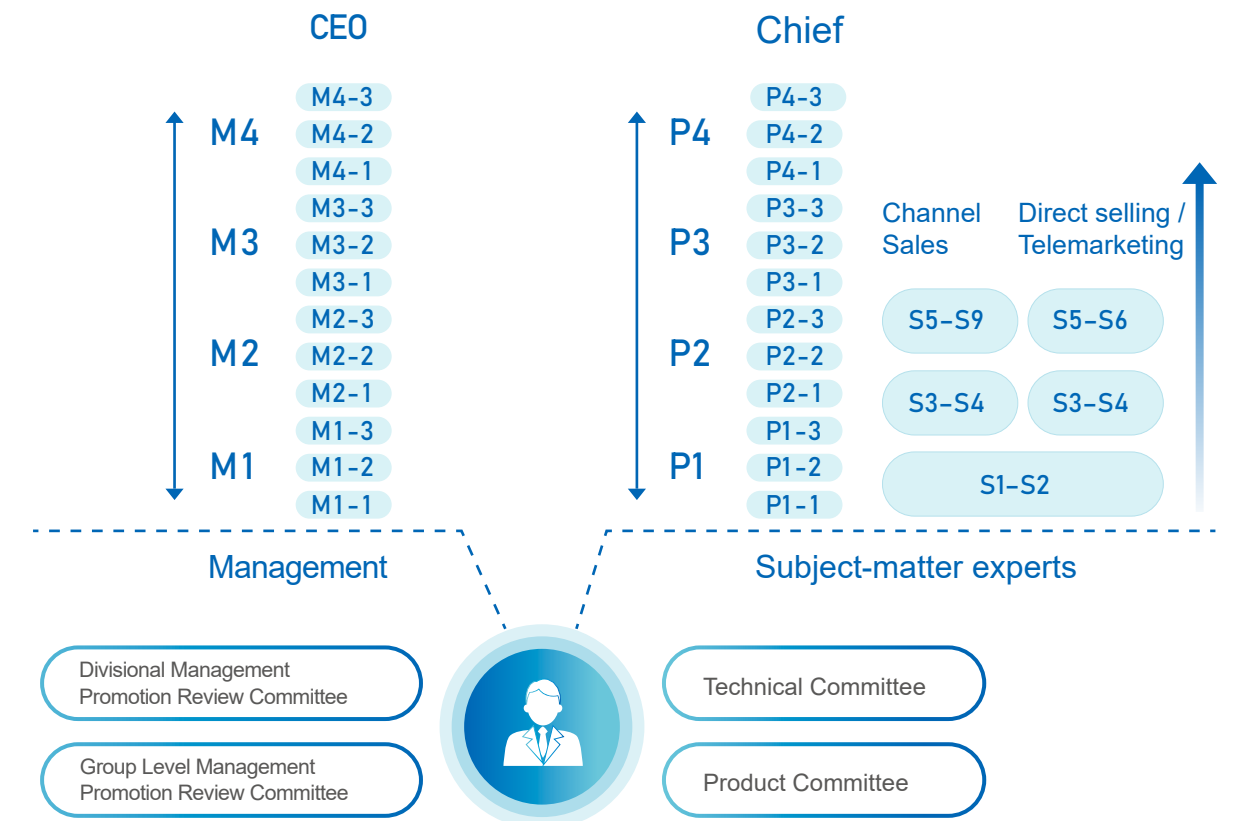 CEO
M4
M3
M2
M1
M4-3
M4-2
M4-1
M3-3
M3-2
M3-1
M2-3
M2-2
M2-1
M1-3
M1-2
M1-1
Management
Chief
P4
P3
P2
P1
P4-3
P4-2
P4-1
P3-3
P3-2
P3-1
P2-3
P2-2
P2-1
P1-3
P1-2
P1-1
Channel
Sales
Direct selling /
Telemarketing
S5–S9
S5–S6
S3–S4
S3–S4
S1–S2
Subject-matter experts
Divisional Management
Promotion Review Committee
Group Level Management
Promotion Review Committee
Technical Committee
Product Committee